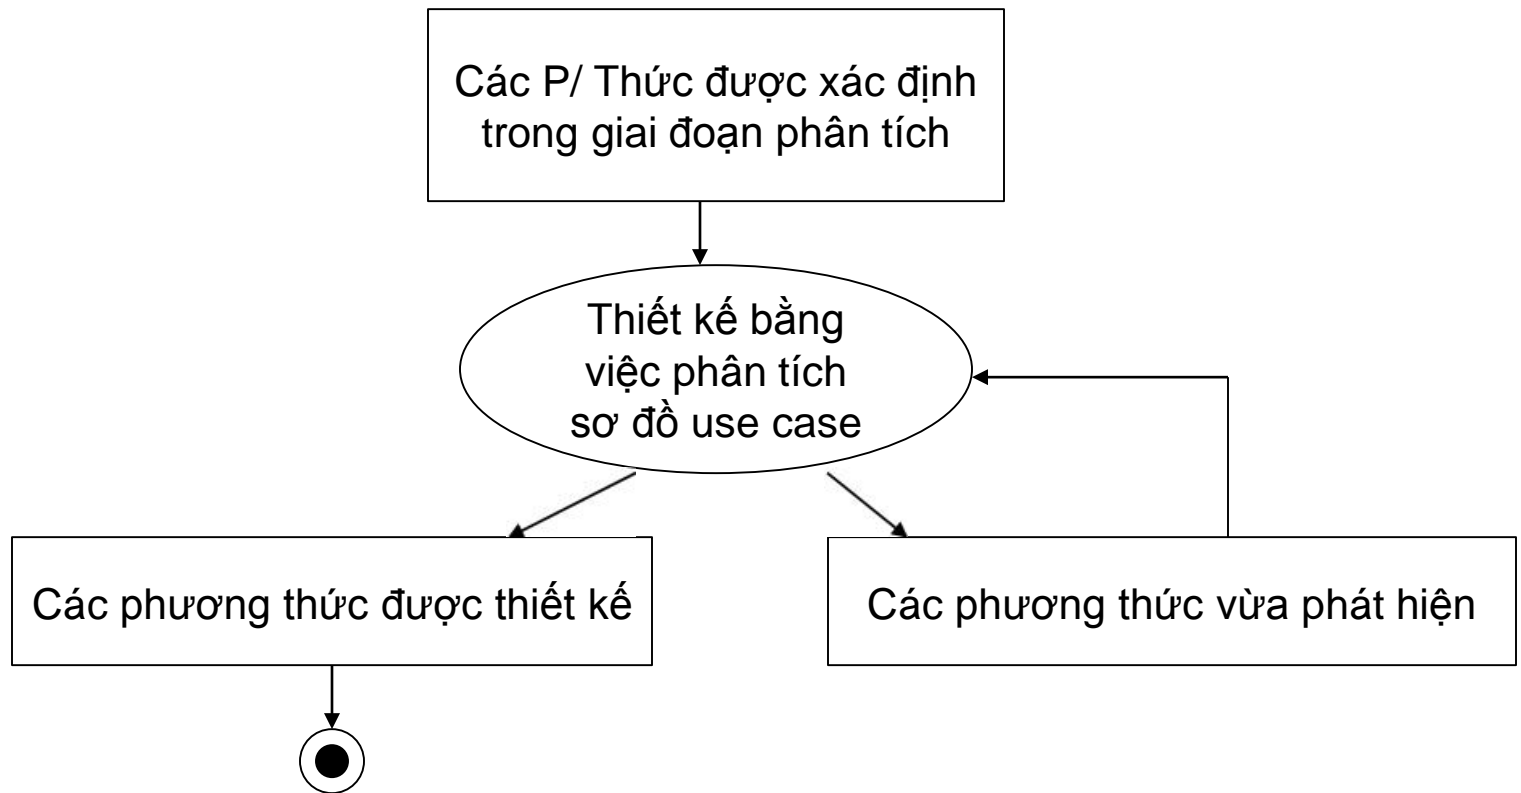 Các P/ Thức được xác định
trong giai đoạn phân tích
Thiết kế bằng
việc phân tích
sơ đồ use case
Các phương thức được thiết kế
Các phương thức vừa phát hiện